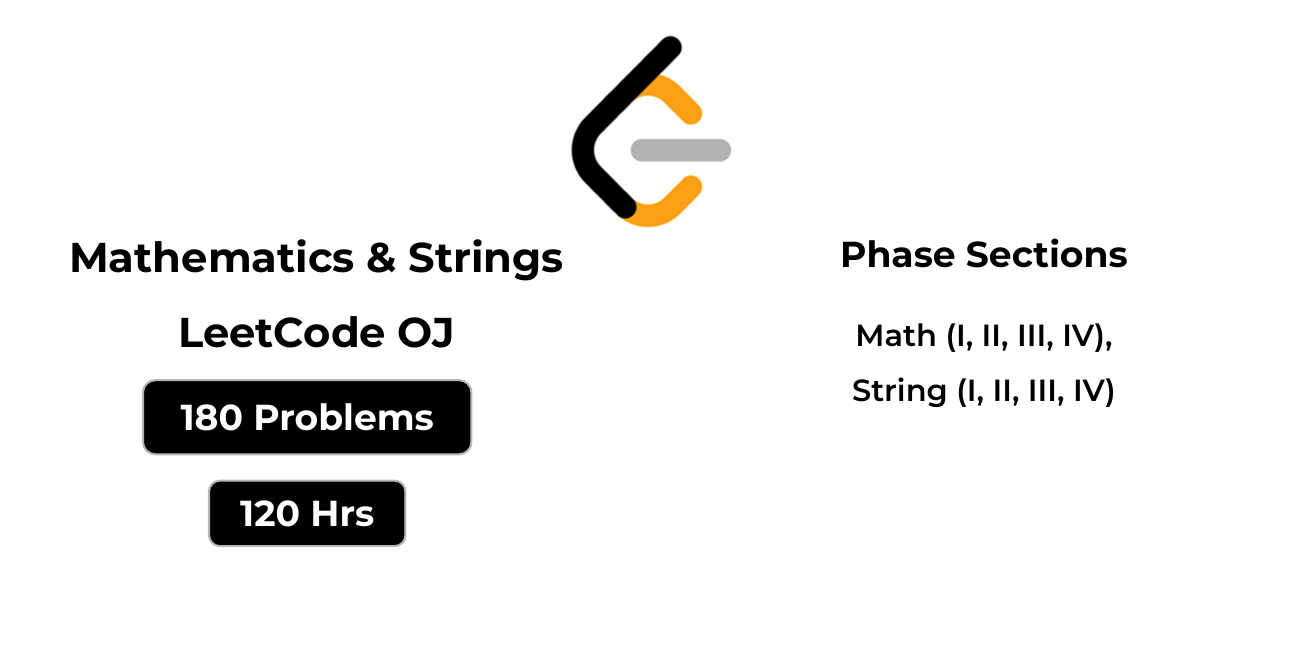 Mathematics & Strings
LeetCode OJ
180 Problems
120 Hrs
Phase Sections
Math (I, II, III, IV),
String (I, II, III, IV)